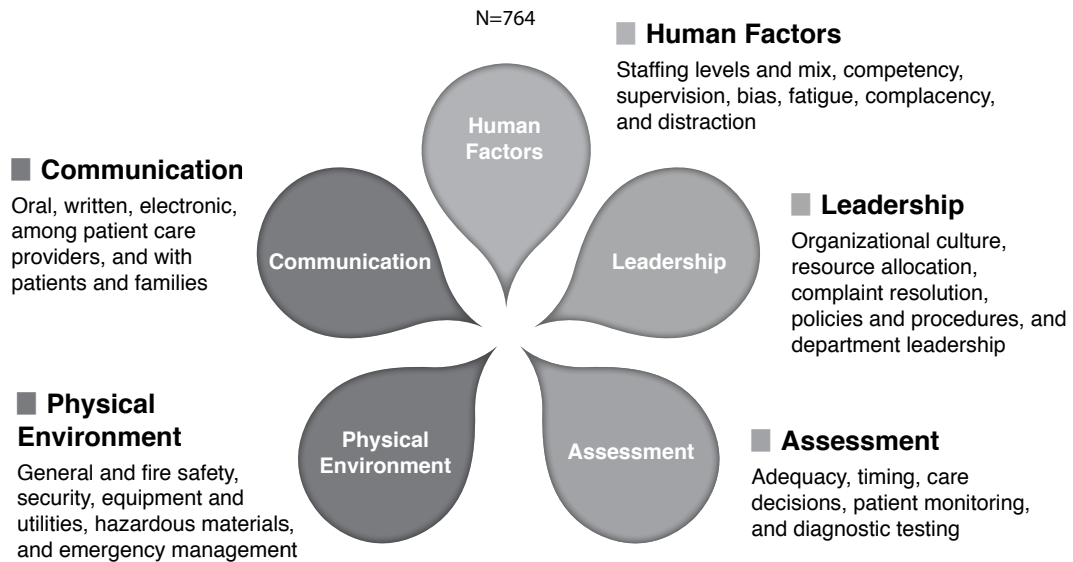 N=764
Human Factors
Staffing levels and mix, competency,
supervision, bias, fatigue, complacency,
and distraction
Human
Factors
Communication
Oral, written, electronic,
among patient care
providers, and with
patients and families
Communication
Leadership
Leadership
Organizational culture,
resource allocation,
complaint resolution,
policies and procedures, and
department leadership
Physical
Environment
General and fire safety,
security, equipment and
utilities, hazardous materials,
and emergency management
Physical
Environment
Assessment
Assessment
Adequacy, timing, care
decisions, patient monitoring,
and diagnostic testing